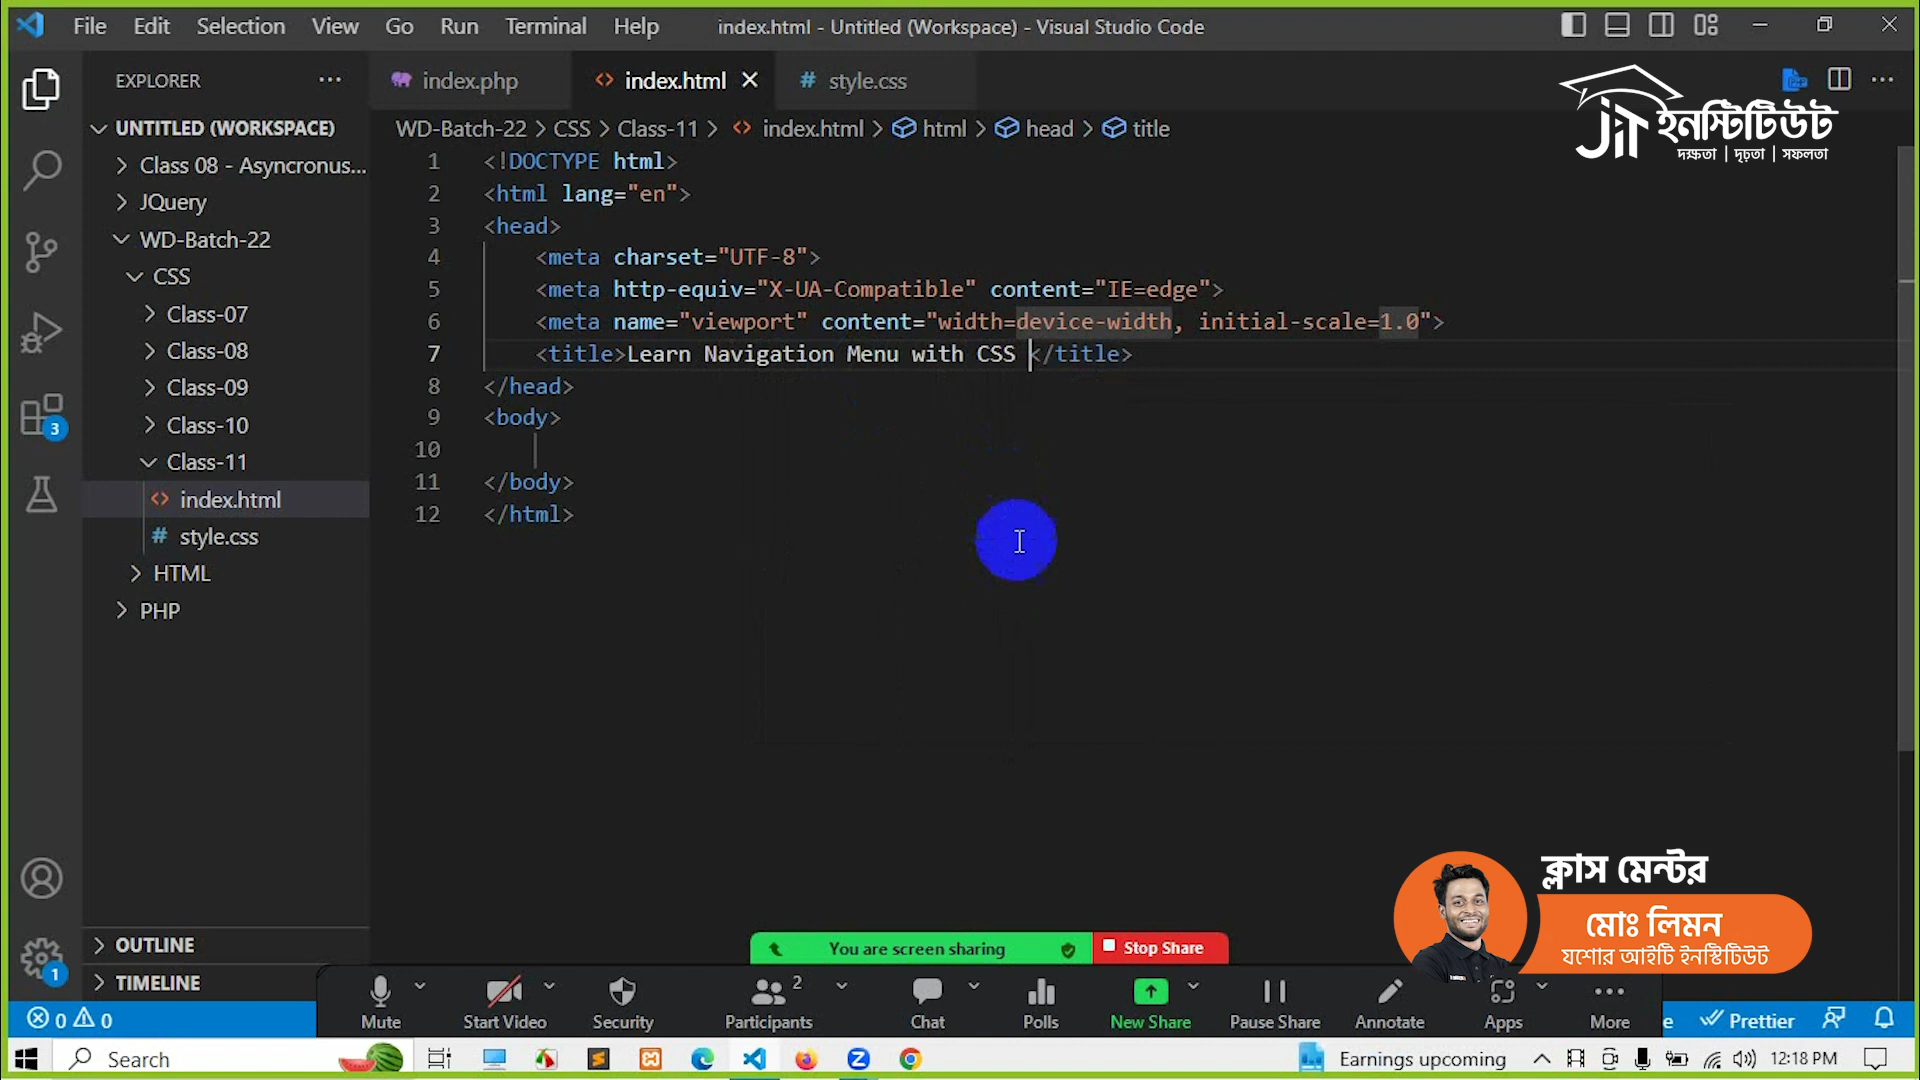 File Edit Selection View Go Run Terminal Help index.html - Untitled (Workspace) - Visual Studio Code
EXPLORER
index.php
index.html
# style.css
JiT ইনস্টিটিউট
দক্ষতা | দৃঢ়তা | সফলতা
WD-Batch-22 > CSS > Class-11 > index.html > html > head > title
UNTITLED (WORKSPACE)
Class 08 - Asyncronus...
JQuery
WD-Batch-22
CSS
Class-07
Class-08
Class-09
Class-10
Class-11
index.html
# style.css
HTML
PHP
OUTLINE
TIMELINE
1 <!DOCTYPE html>
2 <html lang="en">
3 <head>
4 <meta charset="UTF-8">
5 <meta http-equiv="X-UA-Compatible" content="IE=edge">
6 <meta name="viewport" content="width=device-width, initial-scale=1.0">
7 <title>Learn Navigation Menu with CSS </title>
8 </head>
9 <body>
10
11 </body>
12 </html>
3
1
ক্লাস মেন্টর
মোঃ লিমন
যশোর আইটি ইনস্টিটিউট
You are screen sharing Stop Share
2
Mute Start Video Security Participants Chat Polls New Share Pause Share Annotate Apps More
0 0
e Prettier
Search
Earnings upcoming
12:18 PM